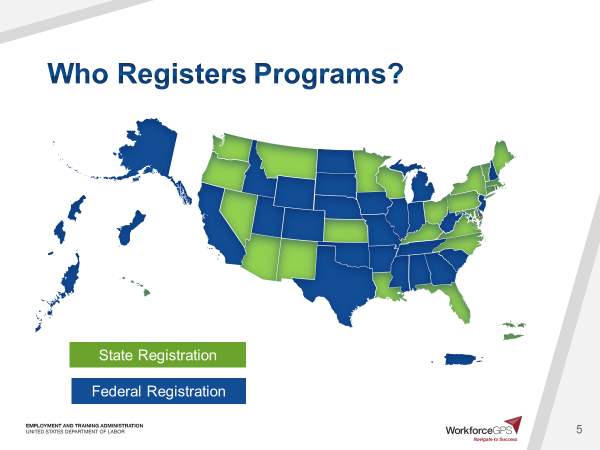 Who Registers Programs?
State Registration
Federal Registration
EMPLOYMENT AND TRAINING ADMINISTRATION
UNITED STATES DEPARTMENT OF LABOR
WorkforceGPS
Navigate to Success
5